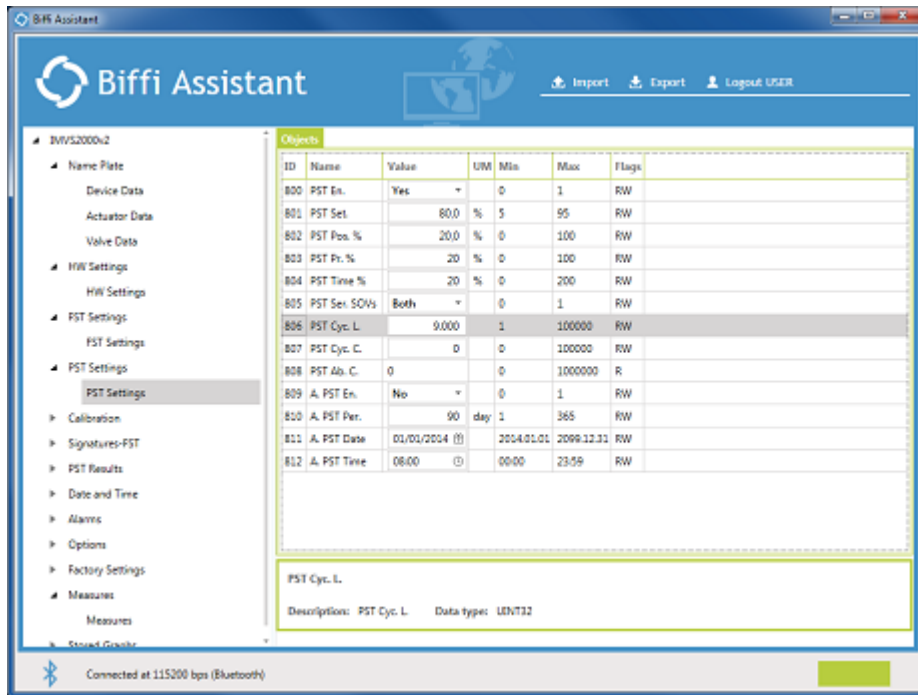 Biffi Assistant
Biffi Assistant
Import Export Logout USER
IMVS2000v2
Name Plate
Device Data
Actuator Data
Valve Data
HW Settings
HW Settings
FST Settings
FST Settings
PST Settings
PST Settings
Calibration
Signatures-FST
PST Results
Date and Time
Alarms
Options
Factory Settings
Measures
Measures
Stored Graphs
Objects
ID Name Value UM Min Max Flags
800 PST En. Yes 0 1 RW
801 PST Set. 80,0 % 5 95 RW
802 PST Pos. % 20,0 % 0 100 RW
803 PST Pr. % 20 % 0 100 RW
804 PST Time % 20 % 0 200 RW
805 PST Ser. SOVs Both 0 1 RW
806 PST Cyc. L. 9.000 1 100000 RW
807 PST Cyc. C. 0 0 100000 RW
808 PST Ab. C. 0 0 1000000 R
809 A. PST En. No 0 1 RW
810 A. PST Per. 90 day 1 365 RW
811 A. PST Date 01/01/2014 2014.01.01 2099.12.31 RW
812 A. PST Time 08:00 00:00 23:59 RW
PST Cyc. L.
Description: PST Cyc. L. Data type: UINT32
Connected at 115200 bps (Bluetooth)